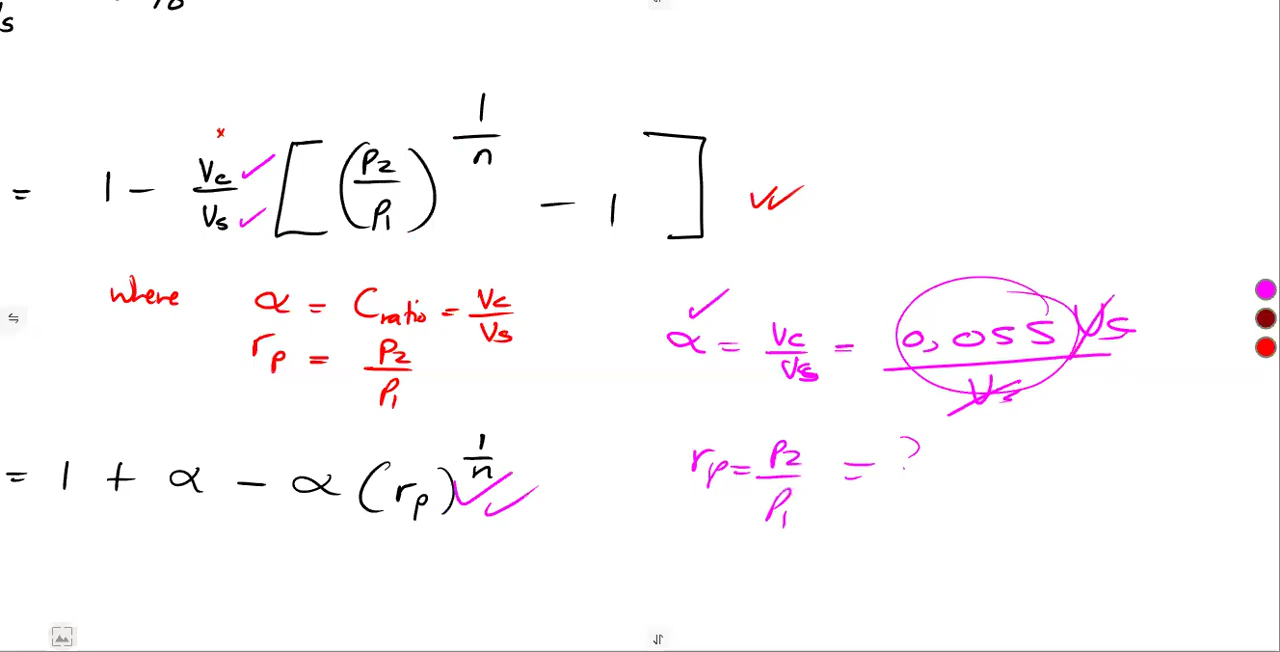 s
= 1 - Vc/Vs [ (P2/P1)^(1/n) - 1 ]
where α = Cratio = Vc/Vs
rp = P2/P1
α = Vc/Vs = 0,055 Vs/Vs
= 1 + α - α (rp)^(1/n)
rp = P2/P1 = ?